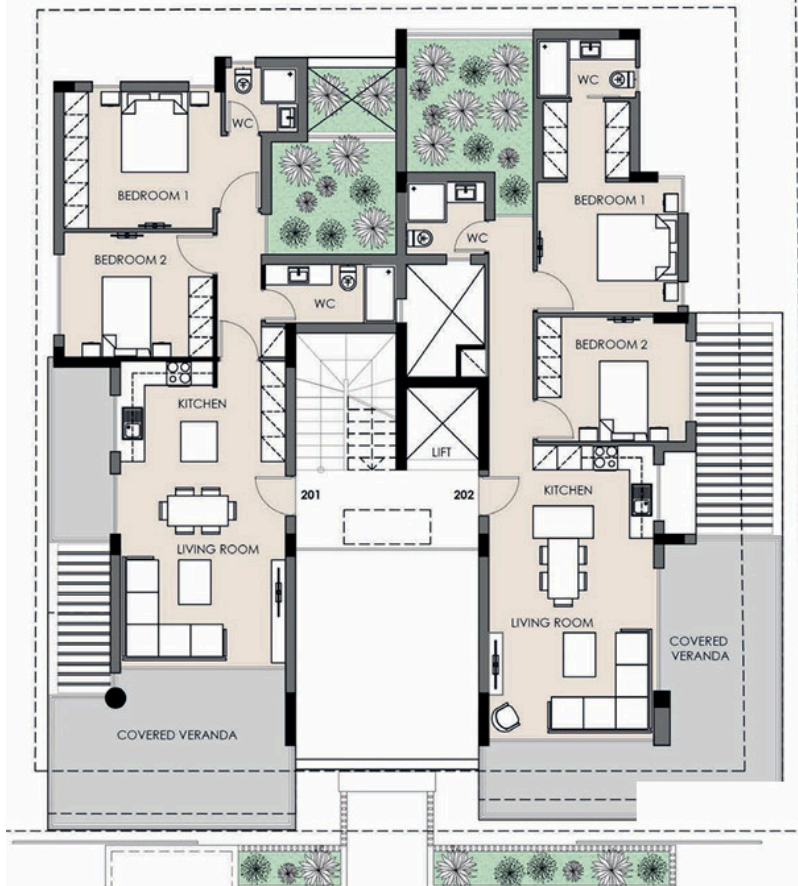 WC
WC
BEDROOM 1
BEDROOM 1
WC
BEDROOM 2
WC
BEDROOM 2
KITCHEN
LIFT
201
202
KITCHEN
LIVING ROOM
LIVING ROOM
COVERED
VERANDA
COVERED VERANDA